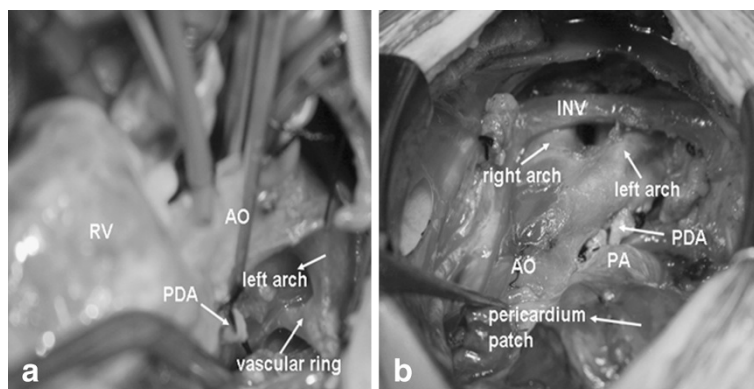 RV
AO
left arch
PDA
vascular ring
a
INV
right arch
left arch
PDA
AO
PA
pericardium
patch
b